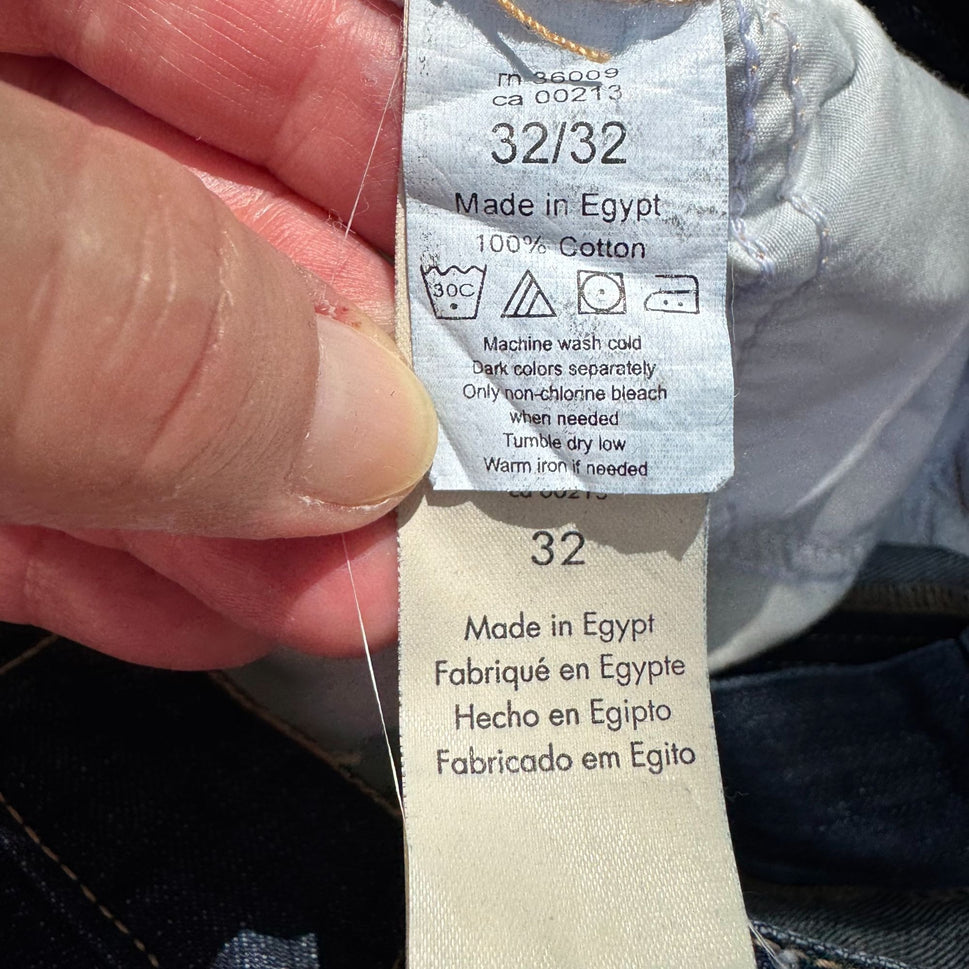 rn 36009
ca 00213
32/32
Made in Egypt
100% Cotton
30C
Machine wash cold
Dark colors separately
Only non-chlorine bleach
when needed
Tumble dry low
Warm iron if needed
ca 00213
32
Made in Egypt
Fabriqué en Egypte
Hecho en Egipto
Fabricado em Egito